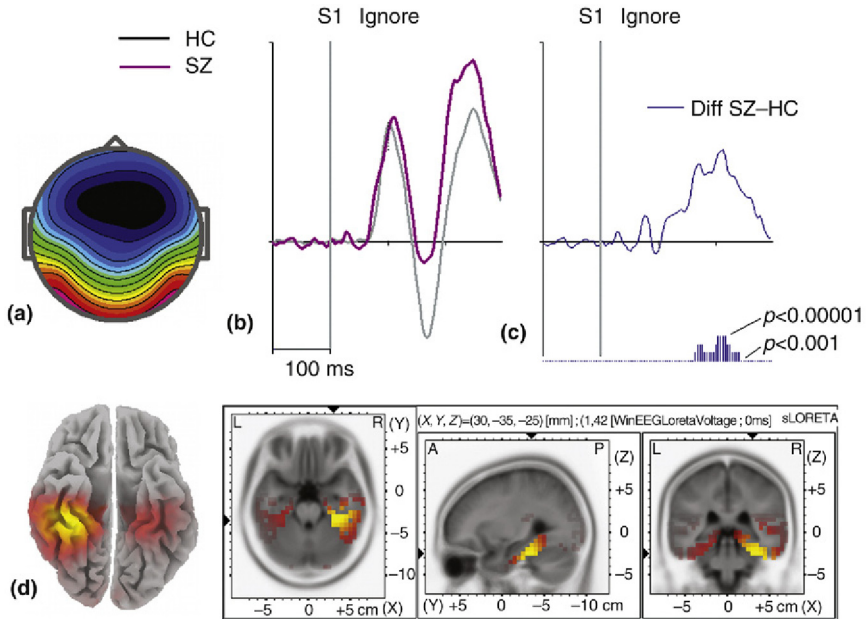 HC
SZ
S1 Ignore
S1 Ignore
Diff SZ–HC
(a)
(b)
100 ms
(c)
p<0.00001
p<0.001
(d)
L R (Y)
+5
0
−5
−10
−5 0 +5 cm (X)
(X, Y, Z)=(30, −35, −25) [mm] ; (1,42 [WinEEGLoretaVoltage ; 0ms] sLORETA
A P (Z)
+5
0
−5
(Y) +5 0 −5 −10 cm
L R (Z)
+5
0
−5
−5 0 +5 cm (X)